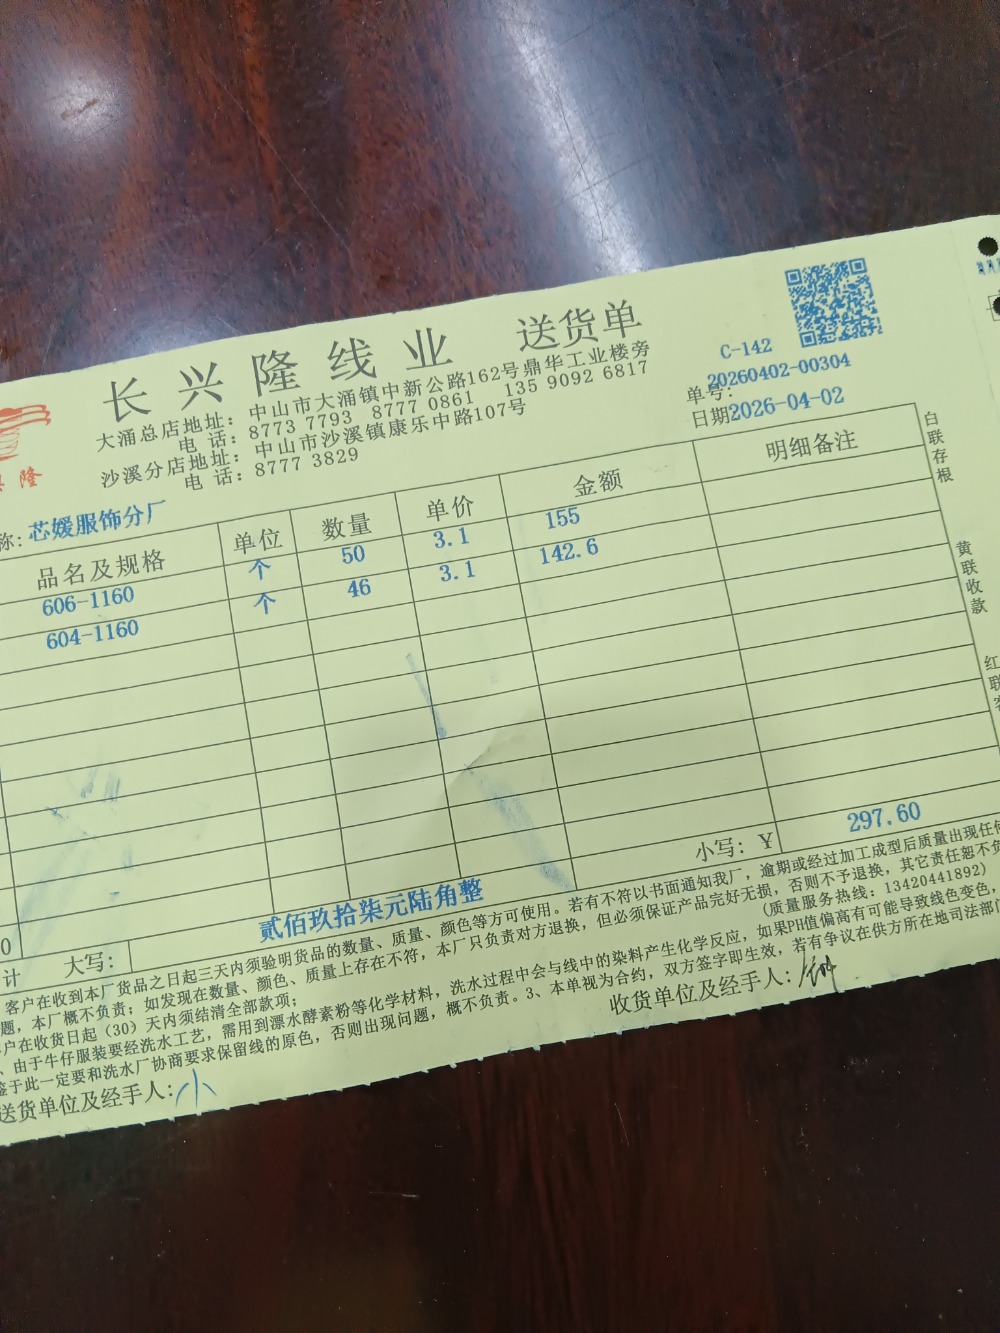 长兴隆线业 送货单
大涌总店地址：中山市大涌镇中新公路162号鼎华工业楼旁
电 话：8773 7793 8777 0861 135 9092 6817
沙溪分店地址：中山市沙溪镇康乐中路107号
电 话：8777 3829
C-142
单号：20260402-00304
日期2026-04-02
隆
称：芯媛服饰分厂
品名及规格 单位 数量 单价 金额 明细备注
606-1160 个 50 3.1 155
604-1160 个 46 3.1 142.6
小写：￥ 297.60
计 大写： 贰佰玖拾柒元陆角整
客户在收到本厂货品之日起三天内须验明货品的数量、质量、颜色等方可使用。若有不符以书面通知我厂，逾期或经过加工成型后质量出现任何
题，本厂概不负责；如发现在数量、颜色、质量上存在不符，本厂只负责对方退换，但必须保证产品完好无损，否则不予退换，其它责任恕不负
户在收货日起（30）天内须结清全部款项； (质量服务热线：13420441892)
、由于牛仔服装要经洗水工艺，需用到漂水酵素粉等化学材料，洗水过程中会与线中的染料产生化学反应，如果PH值偏高有可能导致线色变色，
鉴于此一定要和洗水厂协商要求保留线的原色，否则出现问题，概不负责。3、本单视为合约，双方签字即生效，若有争议在供方所在地司法部门
送货单位及经手人：小
收货单位及经手人：
白联存根
黄联收款
红联客